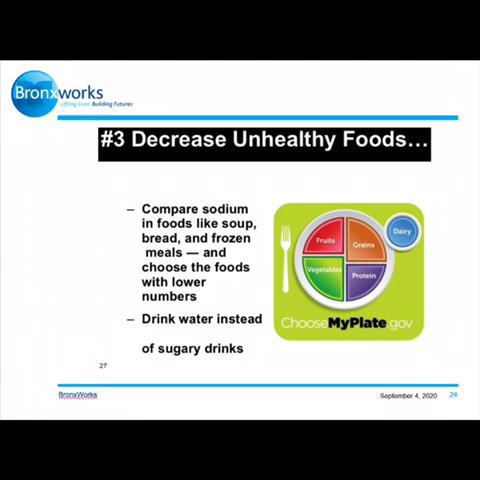 Bronxworks
Lifting Lives Building Futures
#3 Decrease Unhealthy Foods…
– Compare sodium
in foods like soup,
bread, and frozen
meals — and
choose the foods
with lower
numbers
– Drink water instead
of sugary drinks
Fruits
Grains
Dairy
Vegetables
Protein
ChooseMyPlate.gov
27
BronxWorks
September 4, 2020
24